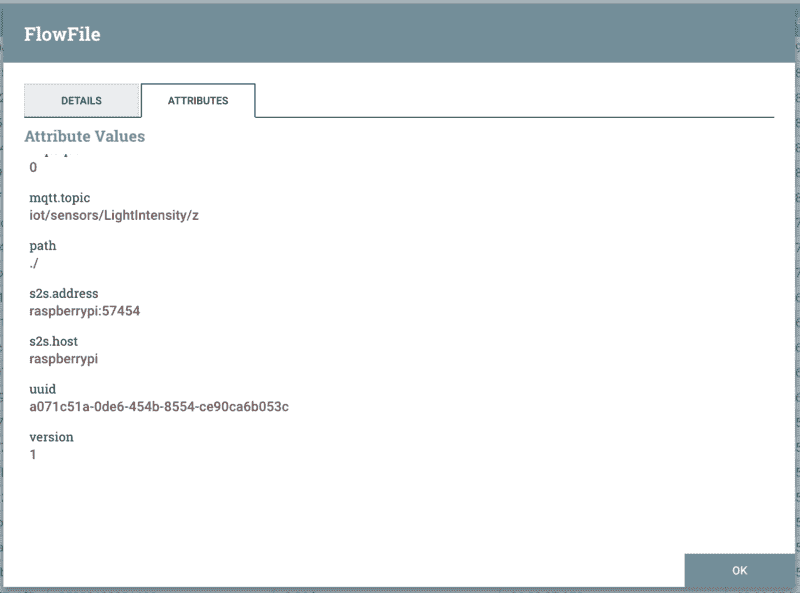 FlowFile
DETAILS
ATTRIBUTES
Attribute Values
0
mqtt.topic
iot/sensors/LightIntensity/z
path
./
s2s.address
raspberrypi:57454
s2s.host
raspberrypi
uuid
a071c51a-0de6-454b-8554-ce90ca6b053c
version
1
OK